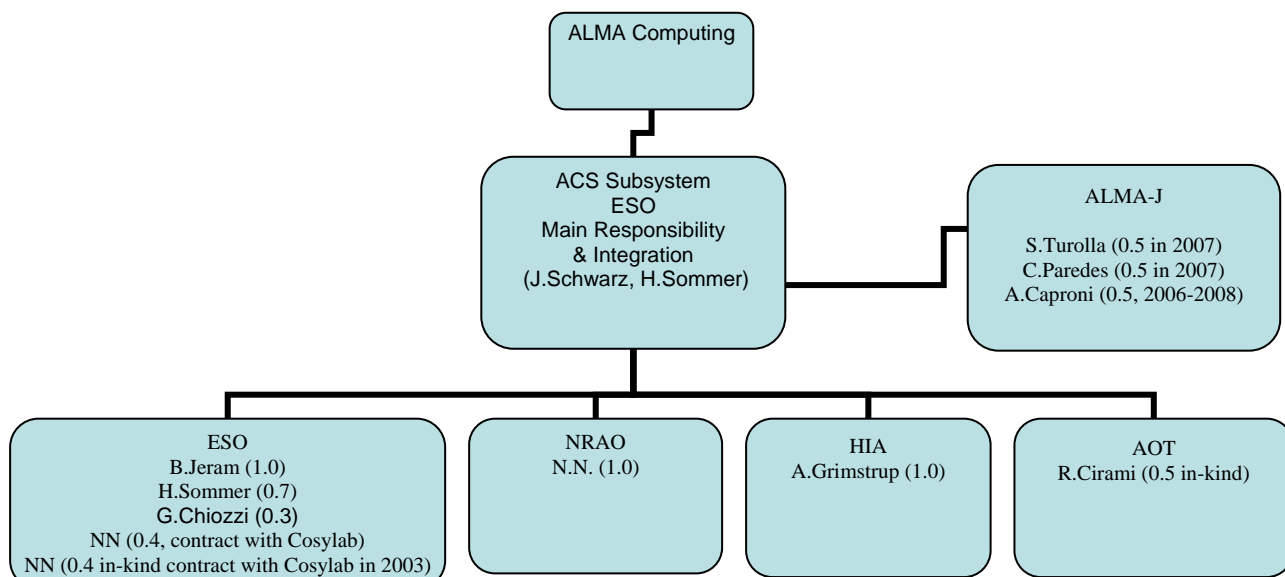 ALMA Computing
ACS Subsystem
ESO
Main Responsibility
& Integration
(J.Schwarz, H.Sommer)
ALMA-J
S.Turolla (0.5 in 2007)
C.Paredes (0.5 in 2007)
A.Caproni (0.5, 2006-2008)
ESO
B.Jeram (1.0)
H.Sommer (0.7)
G.Chiozzi (0.3)
NN (0.4, contract with Cosylab)
NN (0.4 in-kind contract with Cosylab in 2003)
NRAO
N.N. (1.0)
HIA
A.Grimstrup (1.0)
AOT
R.Cirami (0.5 in-kind)